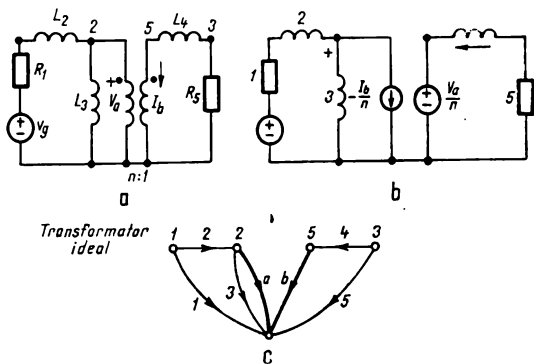 L2 2 5 L4 3
R1 L3 + Va Ib R5
+ − vg
n:1
a
2
+
1 3 − Ib/n + − Va/n 5
+ −
b
Transformator
ideal
1 2 2 5 4 3
1 3 a b 5
C